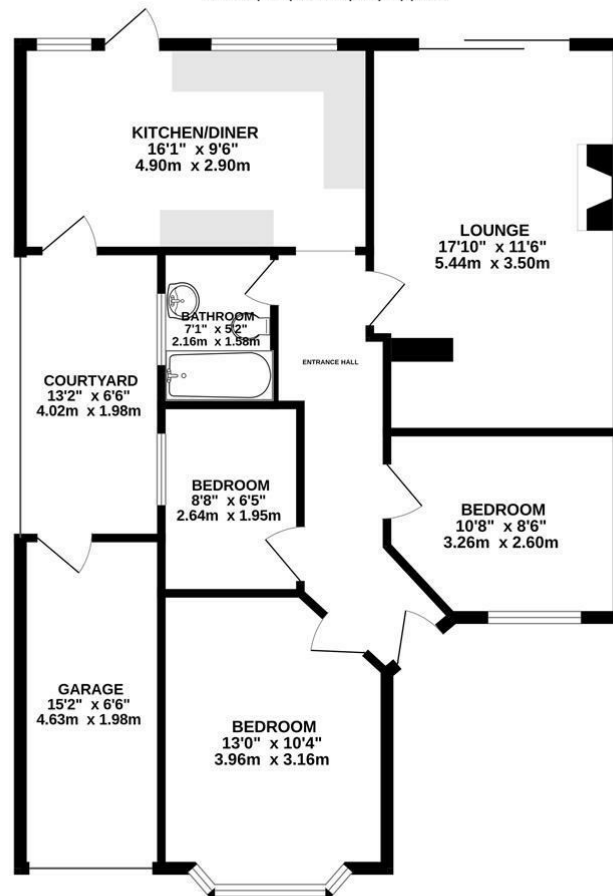 KITCHEN/DINER
16'1" x 9'6"
4.90m x 2.90m
LOUNGE
17'10" x 11'6"
5.44m x 3.50m
BATHROOM
7'1" x 5'2"
2.16m x 1.58m
ENTRANCE HALL
COURTYARD
13'2" x 6'6"
4.02m x 1.98m
BEDROOM
8'8" x 6'5"
2.64m x 1.95m
BEDROOM
10'8" x 8'6"
3.26m x 2.60m
GARAGE
15'2" x 6'6"
4.63m x 1.98m
BEDROOM
13'0" x 10'4"
3.96m x 3.16m